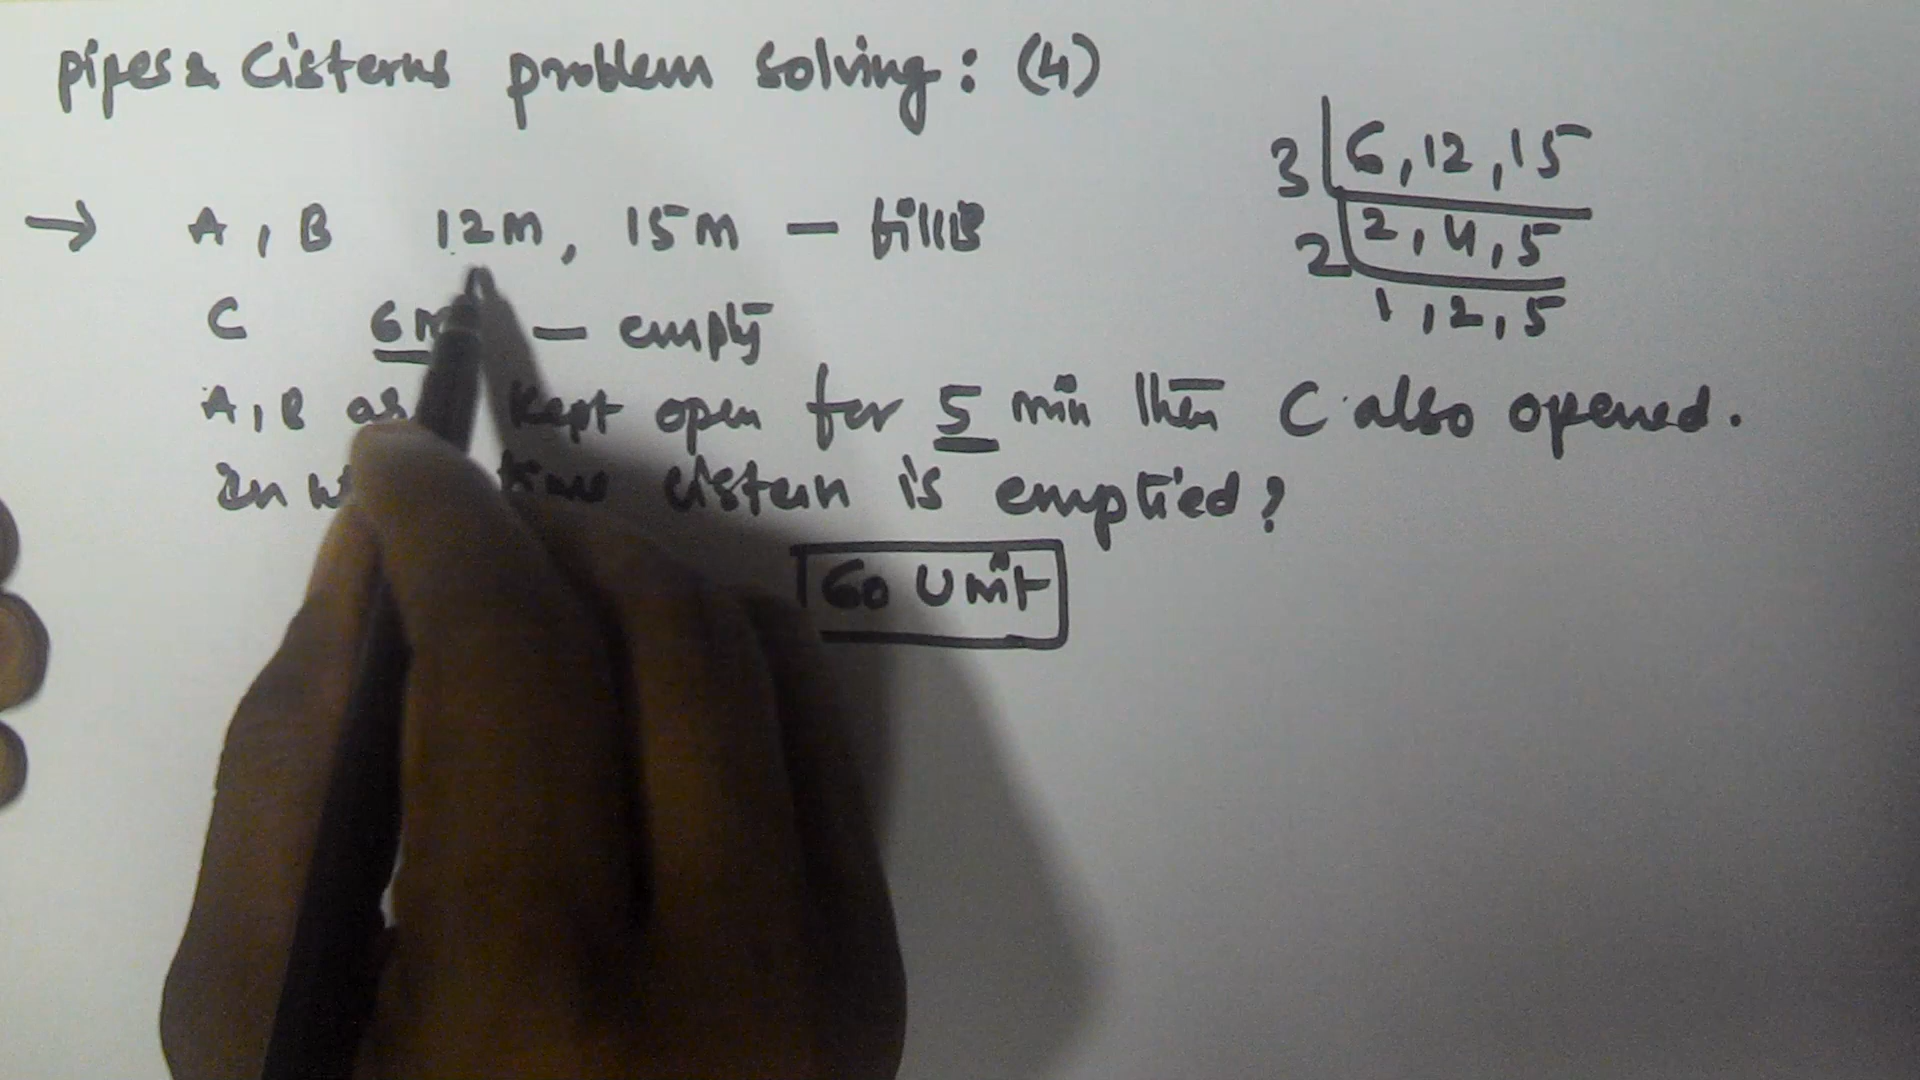 pipes & Cisterns problem solving: (4)
3 | 6, 12, 15
→ A, B 12m, 15m – fills
2 | 2, 4, 5
1, 2, 5
C – empty
A, B kept open for 5 min then C also opened.
In time cistern is emptied?
60 Unit